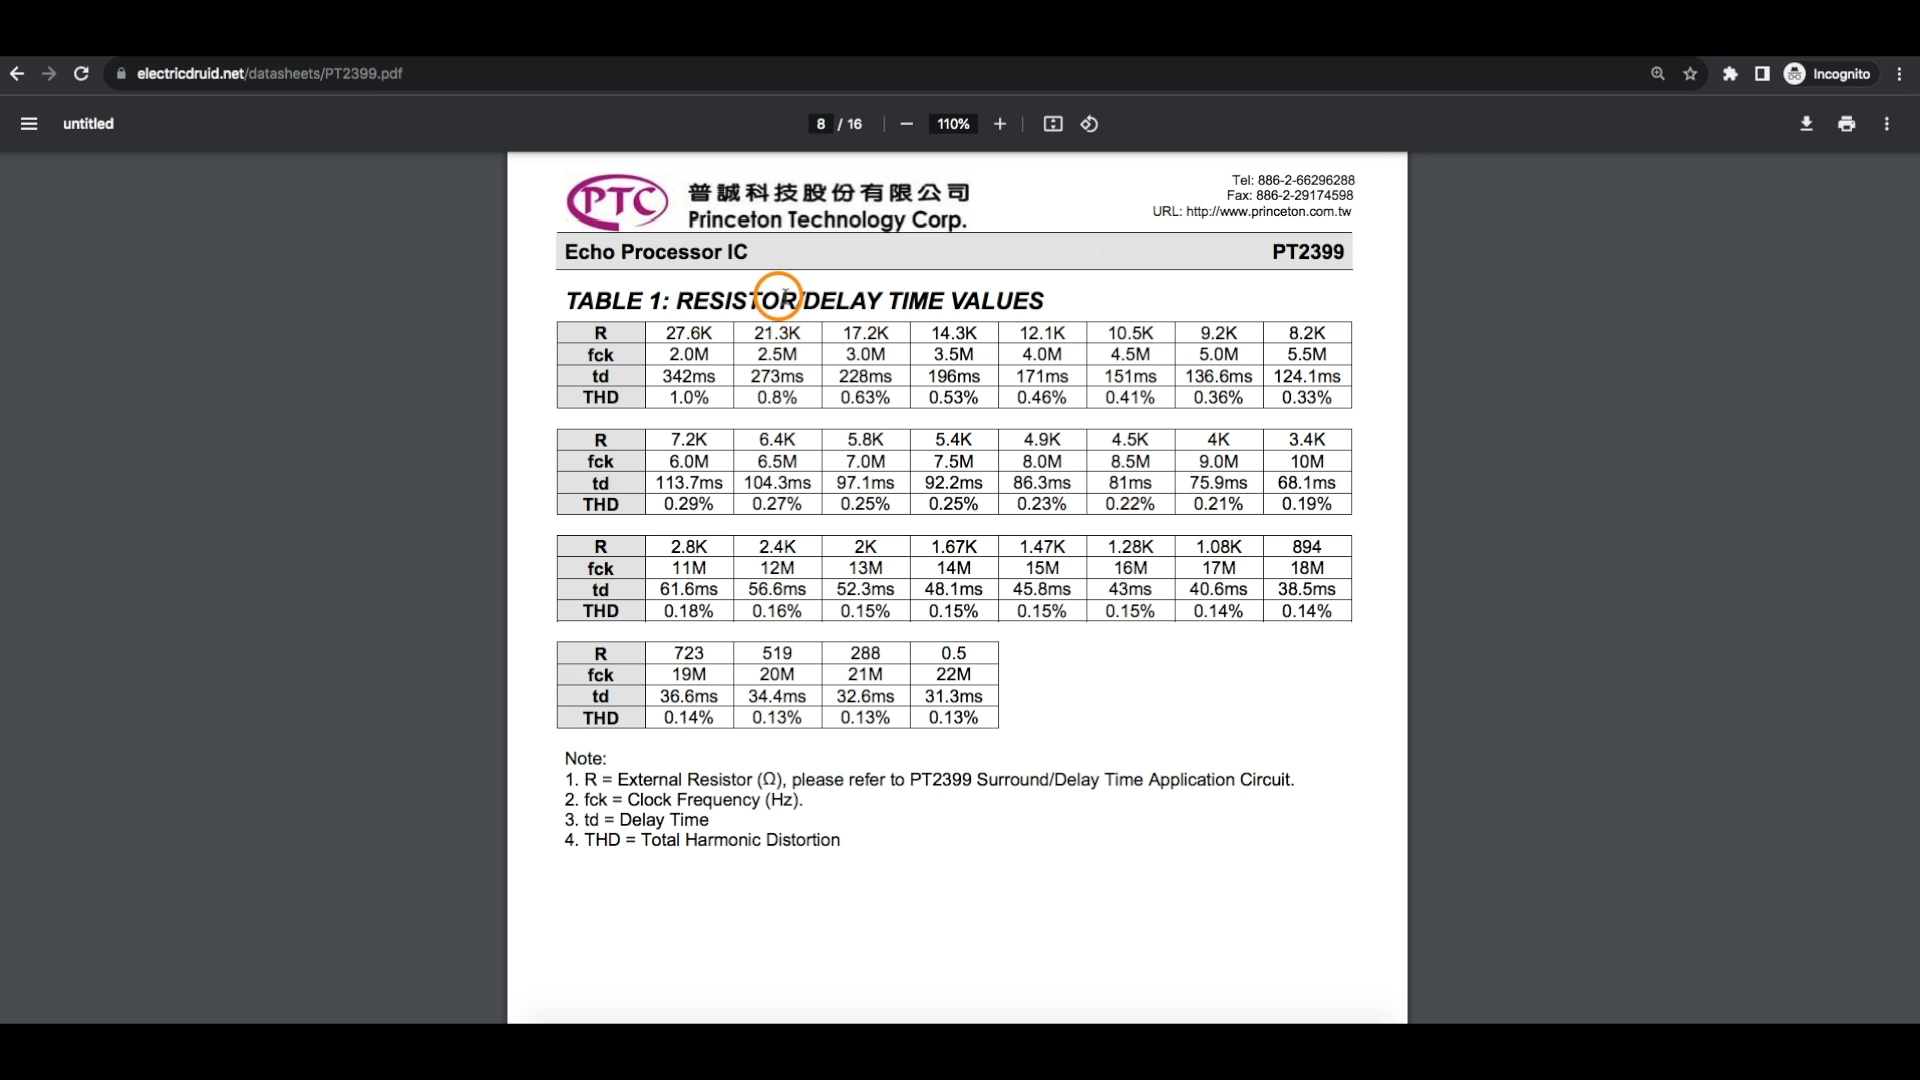 electricdruid.net/datasheets/PT2399.pdf
Incognito
untitled
8 / 16
110%
PTC
普誠科技股份有限公司
Princeton Technology Corp.
Tel: 886-2-66296288
Fax: 886-2-29174598
URL: http://www.princeton.com.tw
Echo Processor IC PT2399
TABLE 1: RESISTOR/DELAY TIME VALUES
R 27.6K 21.3K 17.2K 14.3K 12.1K 10.5K 9.2K 8.2K
fck 2.0M 2.5M 3.0M 3.5M 4.0M 4.5M 5.0M 5.5M
td 342ms 273ms 228ms 196ms 171ms 151ms 136.6ms 124.1ms
THD 1.0% 0.8% 0.63% 0.53% 0.46% 0.41% 0.36% 0.33%
R 7.2K 6.4K 5.8K 5.4K 4.9K 4.5K 4K 3.4K
fck 6.0M 6.5M 7.0M 7.5M 8.0M 8.5M 9.0M 10M
td 113.7ms 104.3ms 97.1ms 92.2ms 86.3ms 81ms 75.9ms 68.1ms
THD 0.29% 0.27% 0.25% 0.25% 0.23% 0.22% 0.21% 0.19%
R 2.8K 2.4K 2K 1.67K 1.47K 1.28K 1.08K 894
fck 11M 12M 13M 14M 15M 16M 17M 18M
td 61.6ms 56.6ms 52.3ms 48.1ms 45.8ms 43ms 40.6ms 38.5ms
THD 0.18% 0.16% 0.15% 0.15% 0.15% 0.15% 0.14% 0.14%
R 723 519 288 0.5
fck 19M 20M 21M 22M
td 36.6ms 34.4ms 32.6ms 31.3ms
THD 0.14% 0.13% 0.13% 0.13%
Note:
1. R = External Resistor (Ω), please refer to PT2399 Surround/Delay Time Application Circuit.
2. fck = Clock Frequency (Hz).
3. td = Delay Time
4. THD = Total Harmonic Distortion